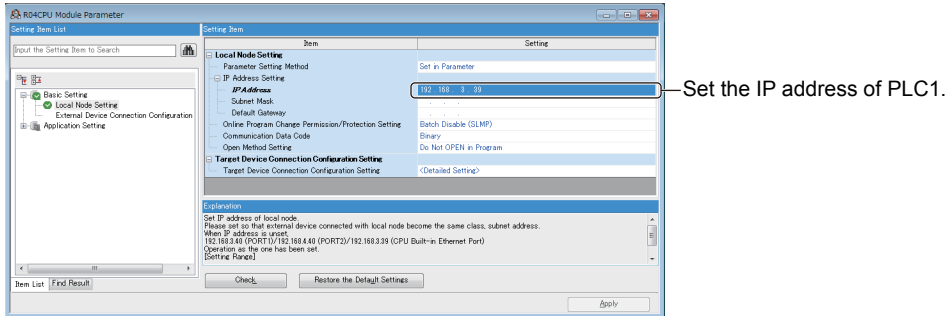 R04CPU Module Parameter
Setting Item List
Input the Setting Item to Search
Basic Setting
Local Node Setting
External Device Connection Configuration
Application Setting
Item List
Find Result
Setting Item
Item
Setting
Local Node Setting
Parameter Setting Method
Set in Parameter
IP Address Setting
IP Address
192 . 168 . 3 . 39
Subnet Mask
. . .
Default Gateway
. . .
Online Program Change Permission/Protection Setting
Batch Disable (SLMP)
Communication Data Code
Binary
Open Method Setting
Do Not OPEN in Program
Target Device Connection Configuration Setting
Target Device Connection Configuration Setting
<Detailed Setting>
Explanation
Set IP address of local node.
Please set so that external device connected with local node become the same class, subnet address.
When IP address is unset,
192.168.3.40 (PORT1)/192.168.4.40 (PORT2)/192.168.3.39 (CPU Built-in Ethernet Port)
Operation as the one has been set.
[Setting Range]
Check
Restore the Default Settings
Apply
Set the IP address of PLC1.